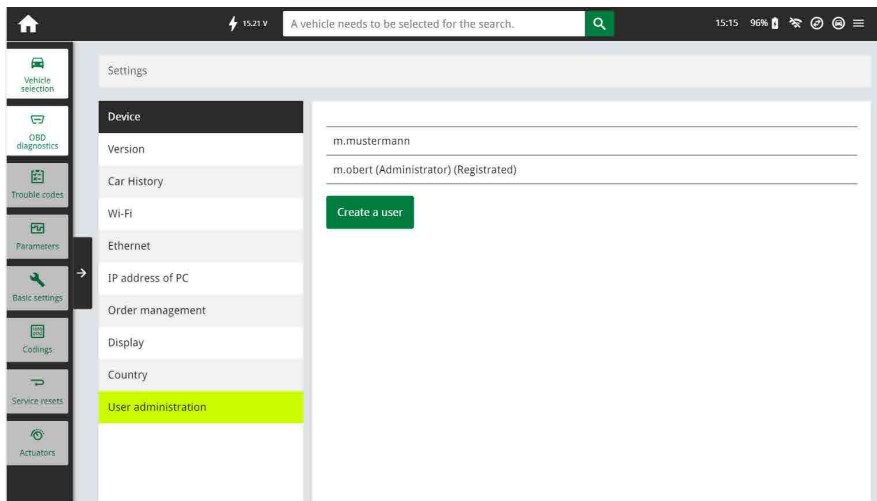 15.21 V
A vehicle needs to be selected for the search.
15:15 96%
Vehicle
selection
OBD
diagnostics
Trouble codes
Parameters
Basic settings
Codings
Service resets
Actuators
Settings
Device
Version
Car History
Wi-Fi
Ethernet
IP address of PC
Order management
Display
Country
User administration
m.mustermann
m.obert (Administrator) (Registrated)
Create a user